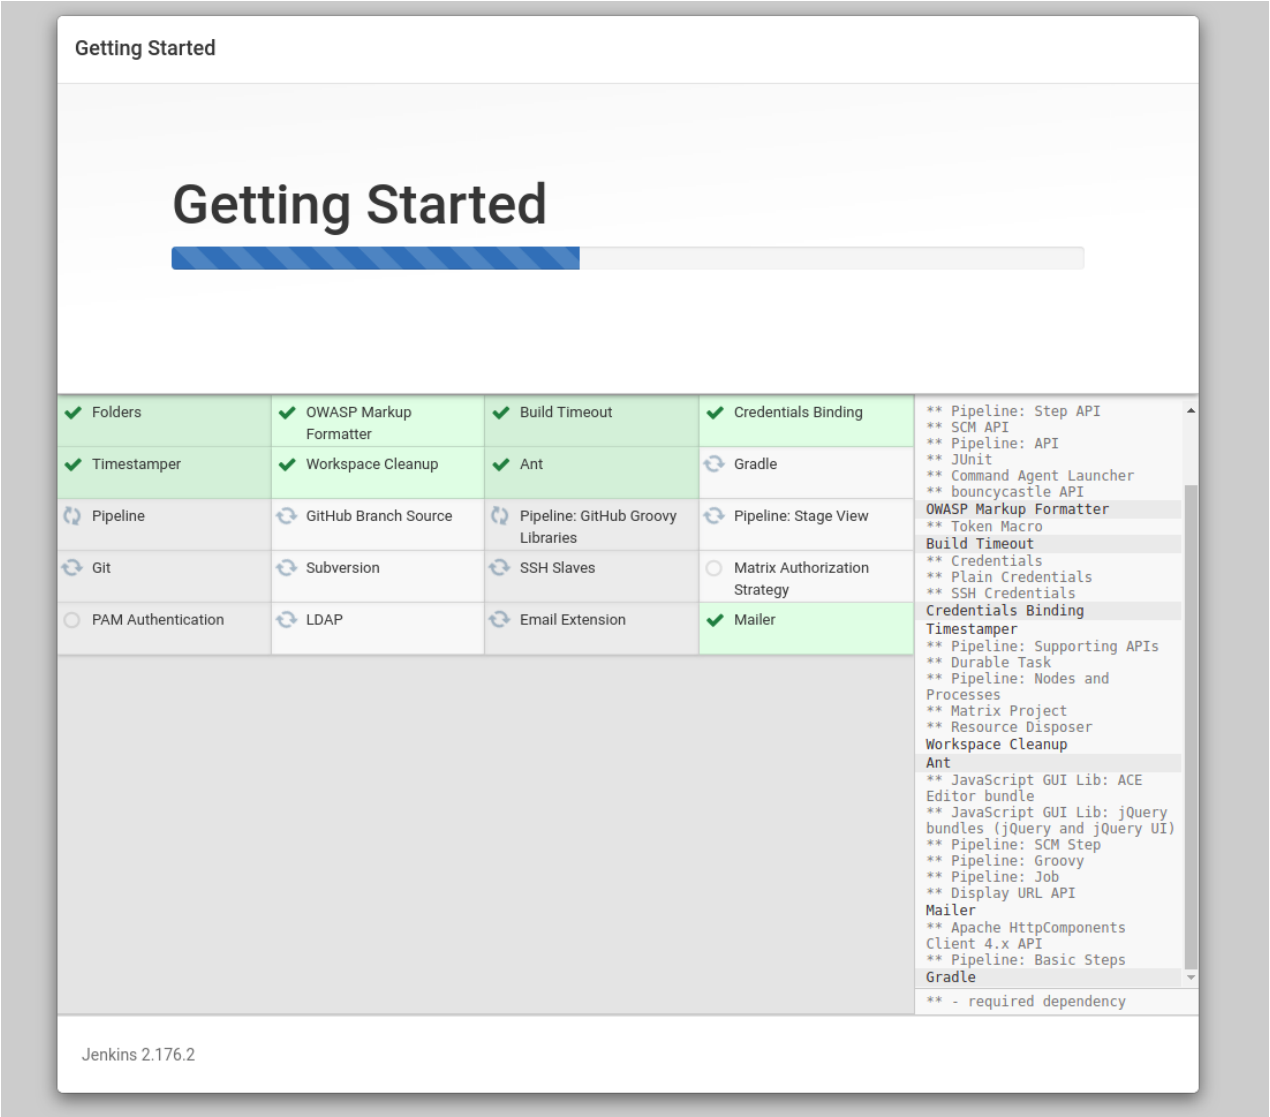 Getting Started
Getting Started
Folders
OWASP Markup
Formatter
Build Timeout
Credentials Binding
Timestamper
Workspace Cleanup
Ant
Gradle
Pipeline
GitHub Branch Source
Pipeline: GitHub Groovy
Libraries
Pipeline: Stage View
Git
Subversion
SSH Slaves
Matrix Authorization
Strategy
PAM Authentication
LDAP
Email Extension
Mailer
** Pipeline: Step API
** SCM API
** Pipeline: API
** JUnit
** Command Agent Launcher
** bouncycastle API
OWASP Markup Formatter
** Token Macro
Build Timeout
** Credentials
** Plain Credentials
** SSH Credentials
Credentials Binding
Timestamper
** Pipeline: Supporting APIs
** Durable Task
** Pipeline: Nodes and
Processes
** Matrix Project
** Resource Disposer
Workspace Cleanup
Ant
** JavaScript GUI Lib: ACE
Editor bundle
** JavaScript GUI Lib: jQuery
bundles (jQuery and jQuery UI)
** Pipeline: SCM Step
** Pipeline: Groovy
** Pipeline: Job
** Display URL API
Mailer
** Apache HttpComponents
Client 4.x API
** Pipeline: Basic Steps
Gradle
** - required dependency
Jenkins 2.176.2